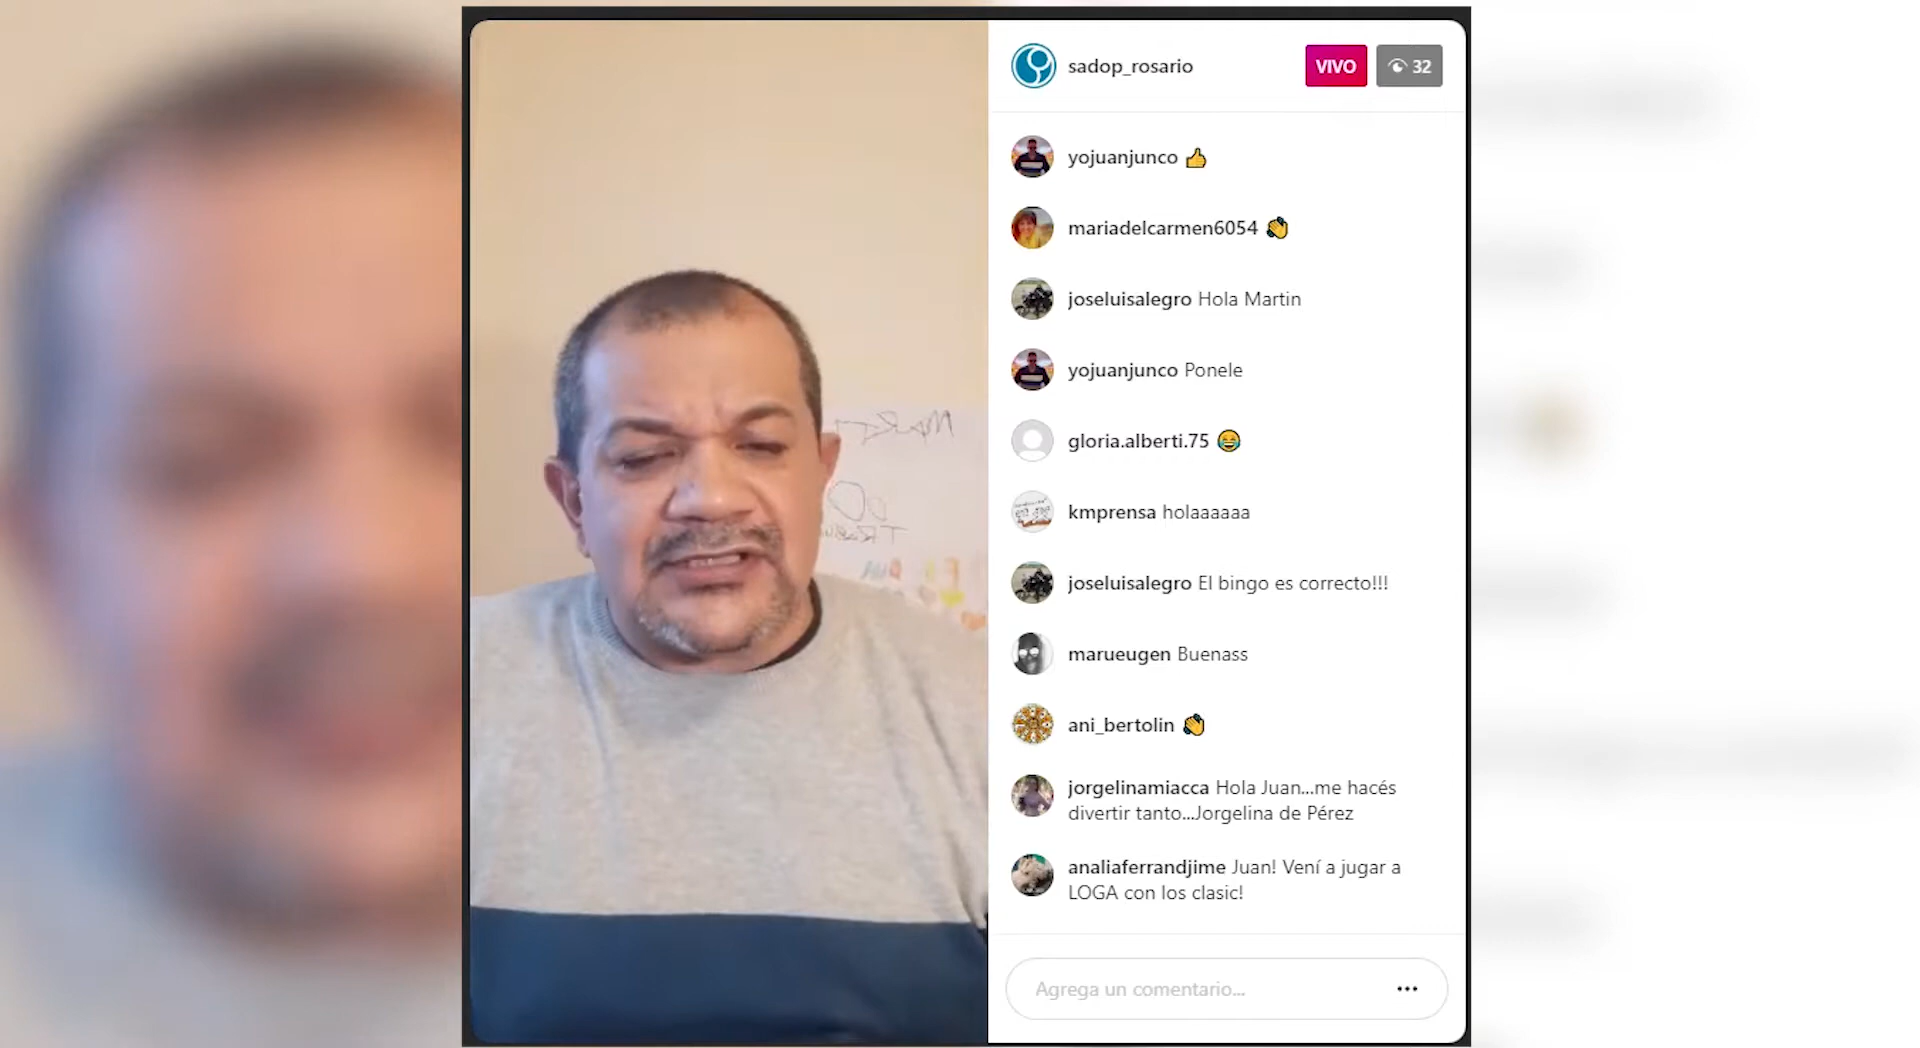 sadop_rosario VIVO 32
yojuanjunco 👍
mariadelcarmen6054 👏
joseluisalegro Hola Martin
yojuanjunco Ponele
gloria.alberti.75 😂
kmprensa holaaaaaa
joseluisalegro El bingo es correcto!!!
marueugen Buenass
ani_bertolin 👏
jorgelinamiacca Hola Juan...me hacés
divertir tanto...Jorgelina de Pérez
analiaferrandjime Juan! Vení a jugar a
LOGA con los clasic!
Agrega un comentario...